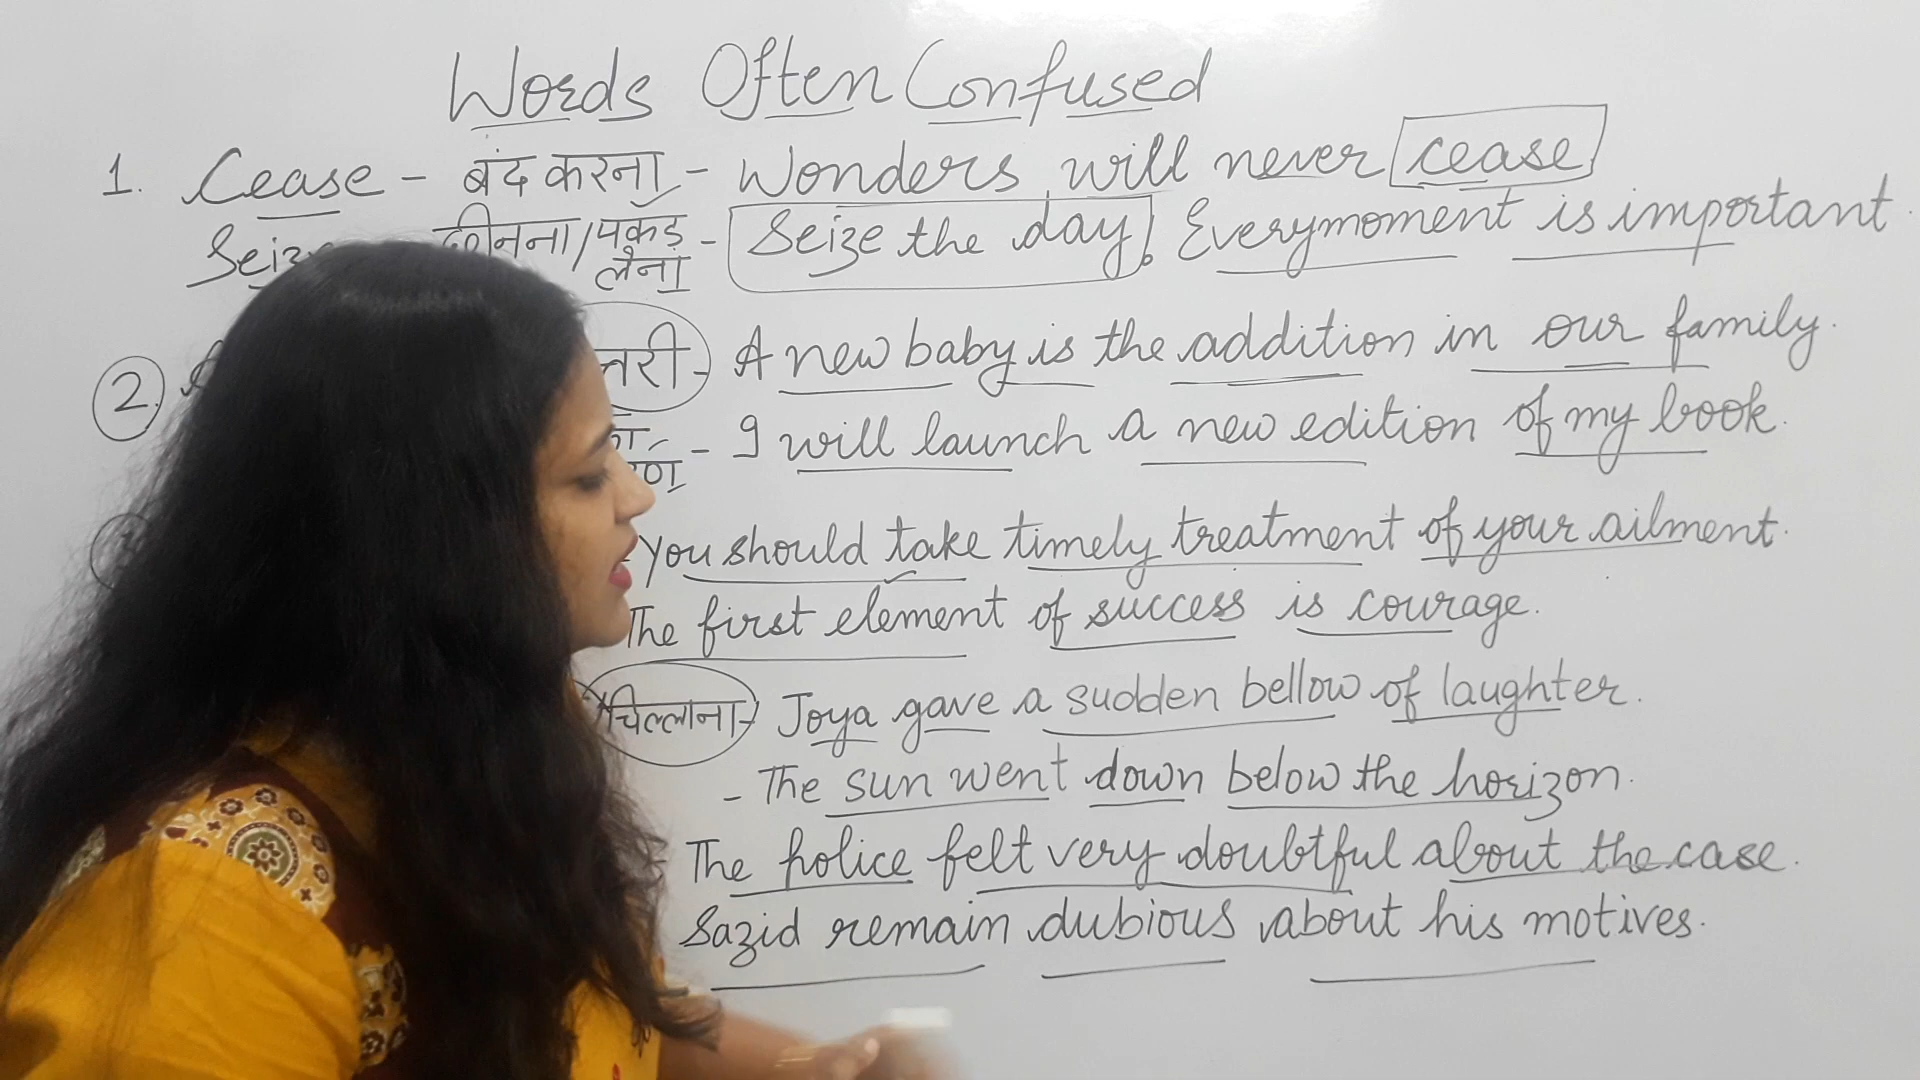 Words Often Confused
1. Cease - बंद करना - Wonders will never cease
छीनना/पकड़ लेना - Seize the day! Everymoment is important.
2. A new baby is the addition in our family.
- I will launch a new edition of my book.
You should take timely treatment of your ailment.
The first element of success is courage.
चिल्लाना - Joya gave a sudden bellow of laughter.
- The sun went down below the horizon.
The police felt very doubtful about the case.
Sazid remain dubious about his motives.